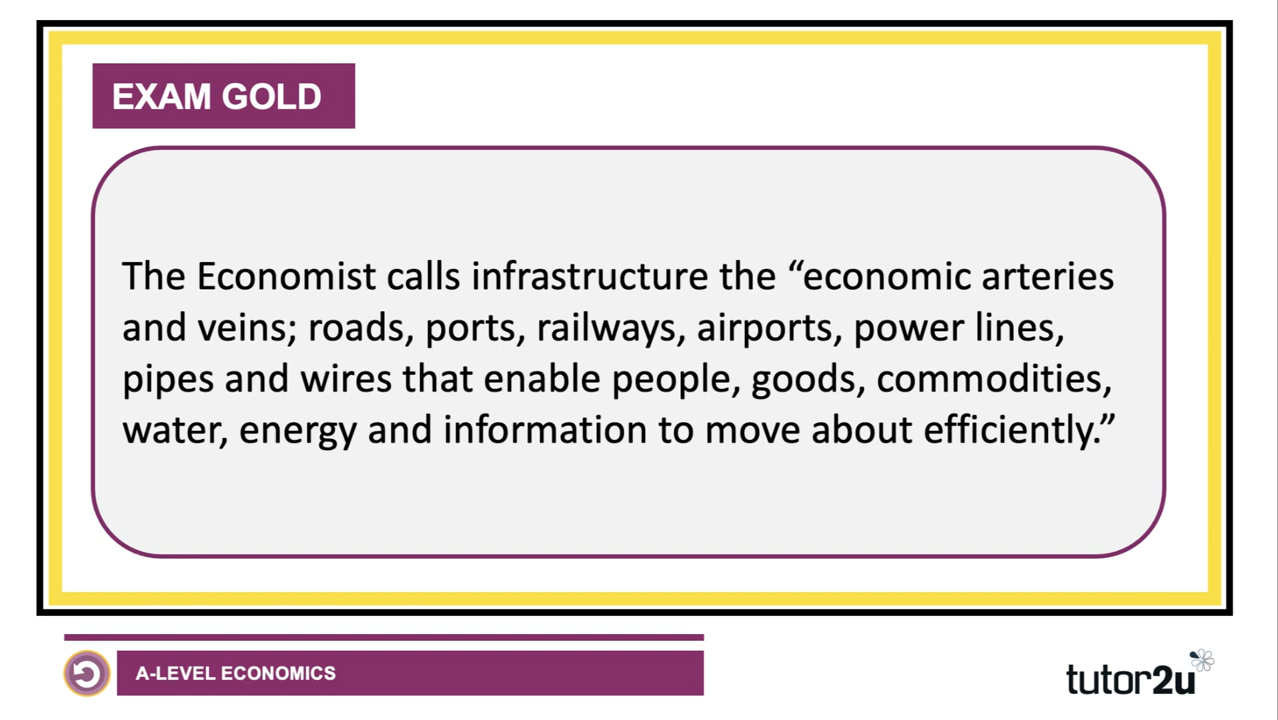 EXAM GOLD
The Economist calls infrastructure the “economic arteries
and veins; roads, ports, railways, airports, power lines,
pipes and wires that enable people, goods, commodities,
water, energy and information to move about efficiently.”
A-LEVEL ECONOMICS
tutor2u